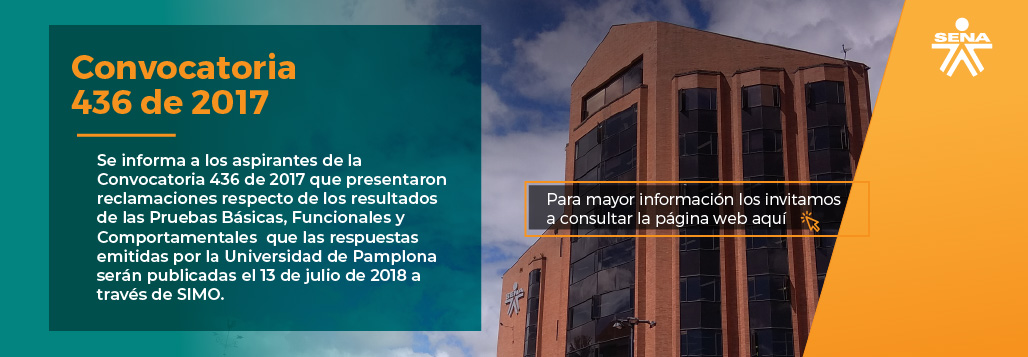 Convocatoria
436 de 2017
Se informa a los aspirantes de la
Convocatoria 436 de 2017 que presentaron
reclamaciones respecto de los resultados
de las Pruebas Básicas, Funcionales y
Comportamentales que las respuestas
emitidas por la Universidad de Pamplona
serán publicadas el 13 de julio de 2018 a
través de SIMO.
Para mayor información los invitamos
a consultar la página web aquí
SENA
SENA